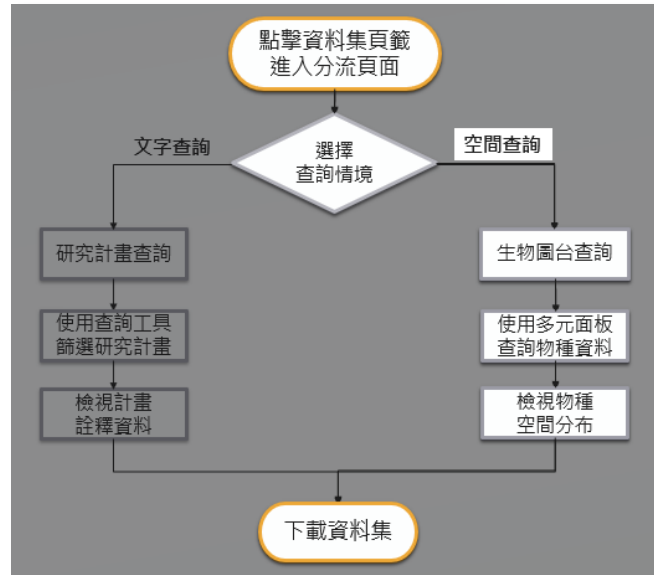 點擊資料集頁籤
進入分流頁面
文字查詢
選擇
查詢情境
空間查詢
研究計畫查詢
生物圖台查詢
使用查詢工具
篩選研究計畫
使用多元面板
查詢物種資料
檢視計畫
詮釋資料
檢視物種
空間分布
下載資料集